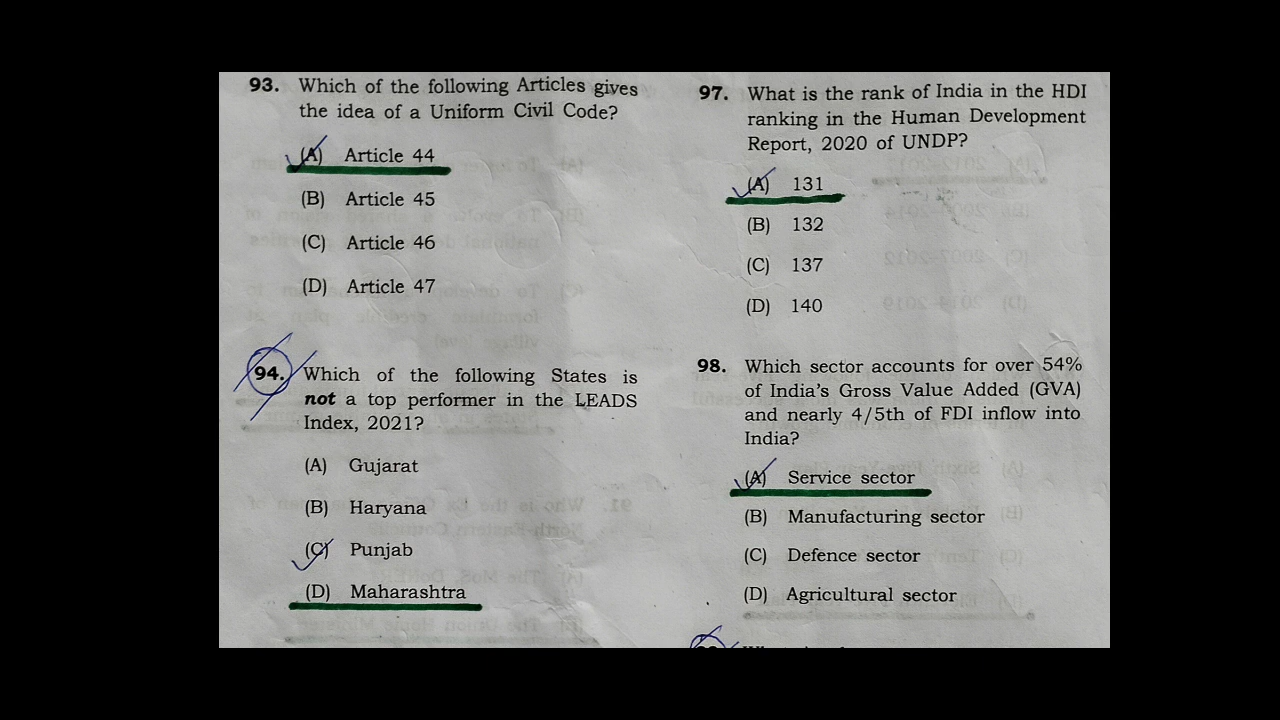 93. Which of the following Articles gives
the idea of a Uniform Civil Code?
(A) Article 44
(B) Article 45
(C) Article 46
(D) Article 47
94. Which of the following States is
not a top performer in the LEADS
Index, 2021?
(A) Gujarat
(B) Haryana
(C) Punjab
(D) Maharashtra
97. What is the rank of India in the HDI
ranking in the Human Development
Report, 2020 of UNDP?
(A) 131
(B) 132
(C) 137
(D) 140
98. Which sector accounts for over 54%
of India's Gross Value Added (GVA)
and nearly 4/5th of FDI inflow into
India?
(A) Service sector
(B) Manufacturing sector
(C) Defence sector
(D) Agricultural sector